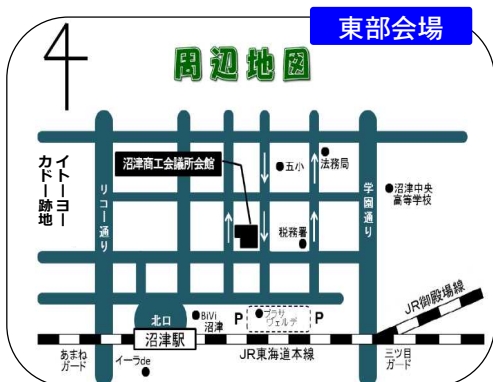 東部会場
周辺地図
イトーヨー
カドー跡地
リコー通り
沼津商工会議所会館
五小
法務局
学園通り
沼津中央
高等学校
税務署
北口
BiVi
沼津
P
プラサ
ヴェルデ
P
JR御殿場線
沼津駅
あまね
ガード
イーラde
JR東海道本線
三ツ目
ガード